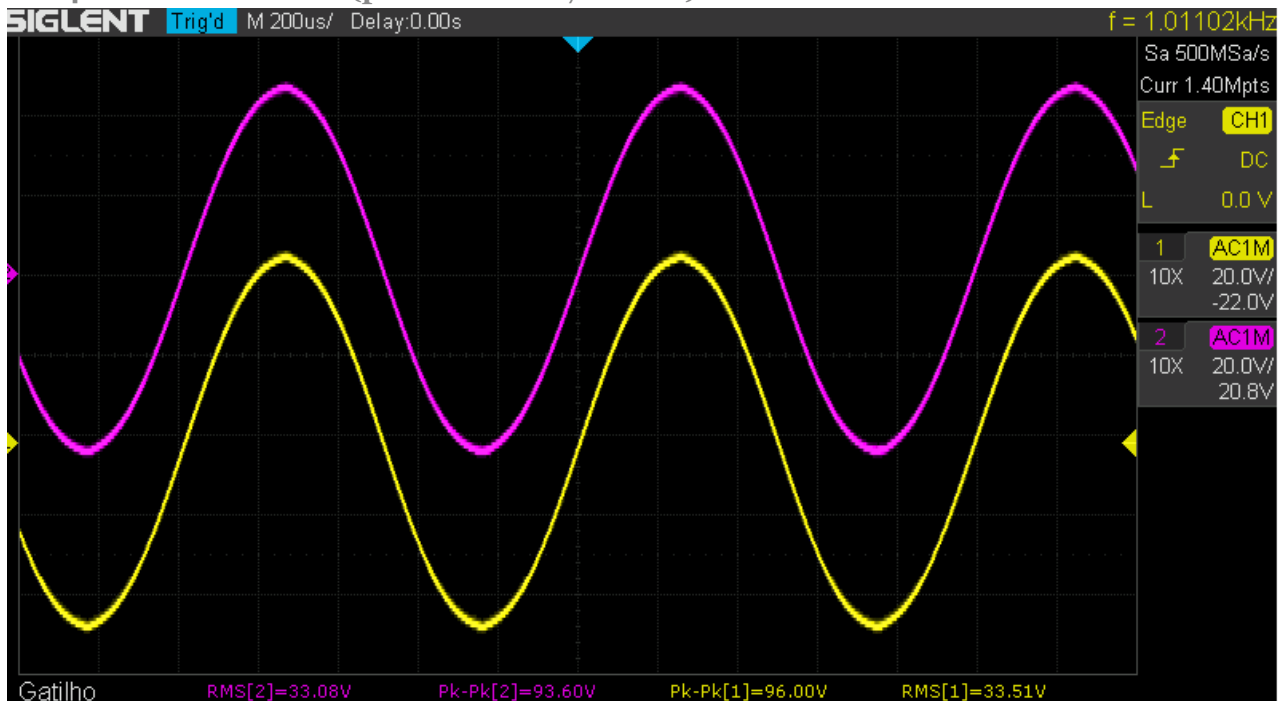 SIGLENT Trig'd M 200us/ Delay:0.00s f = 1.01102kHz
Sa 500MSa/s
Curr 1.40Mpts
Edge CH1
DC
L 0.0 V
1 AC1M
10X 20.0V/
-22.0V
2 AC1M
10X 20.0V/
20.8V
Gatilho RMS[2]=33.08V Pk-Pk[2]=93.60V Pk-Pk[1]=96.00V RMS[1]=33.51V